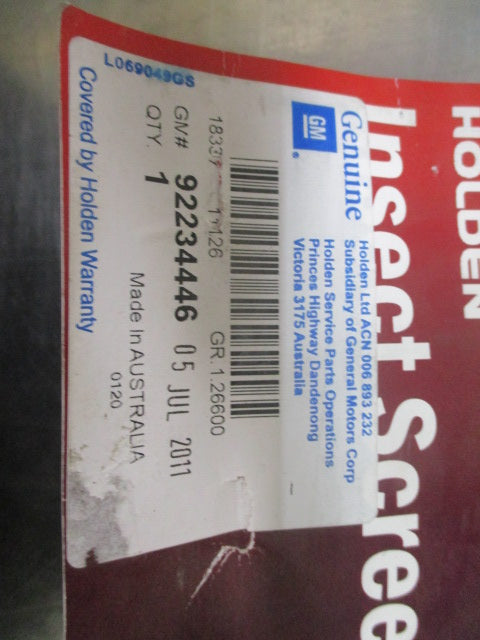 HOLDEN
Insect Scree
GM
Genuine
Holden Ltd ACN 006 893 232
Subsidiary of General Motors Corp
Holden Service Parts Operations
Princes Highway Dandenong
Victoria 3175 Australia
GR.1.26600
GM# 92234446 05 JUL 2011
QTY. 1
Made In AUSTRALIA
0120
Covered by Holden Warranty
L069049GS